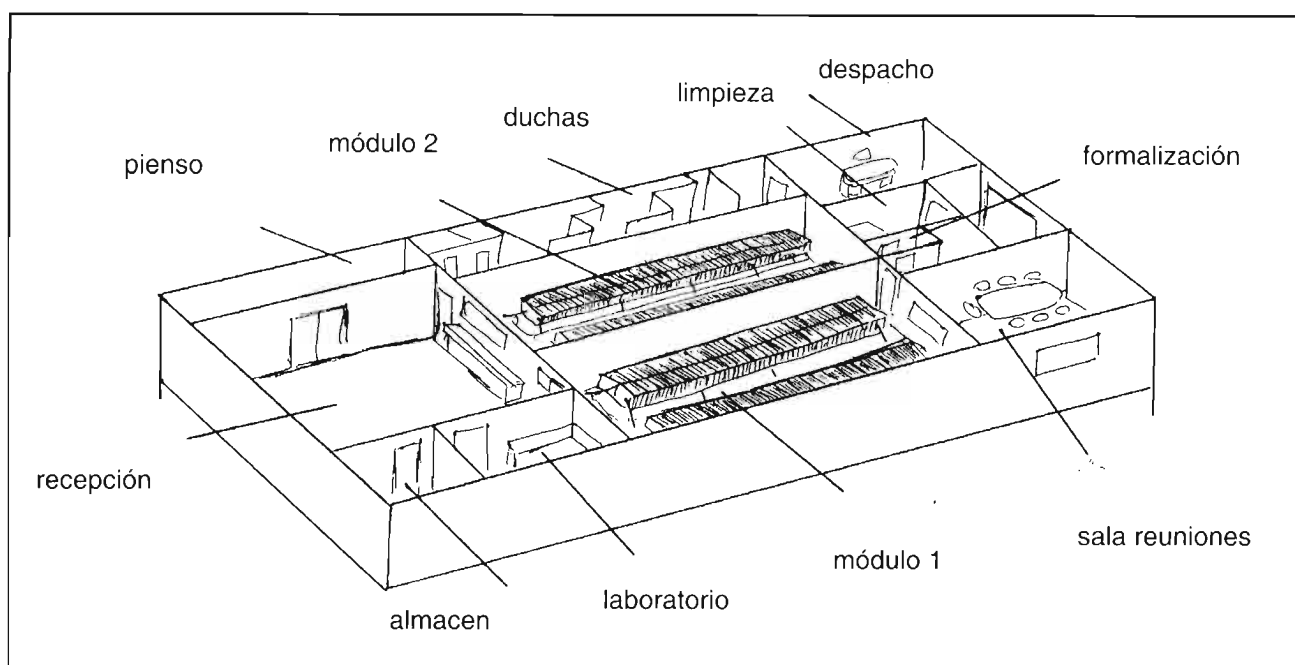 despacho
limpieza
duchas
módulo 2
formalización
pienso
recepción
sala reuniones
módulo 1
laboratorio
almacen